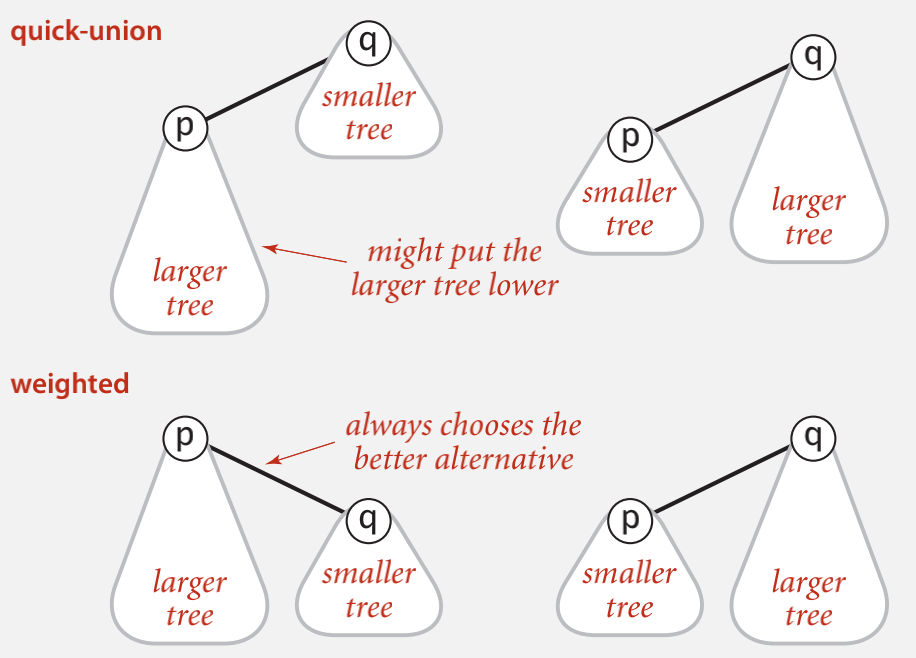 quick-union
q
smaller
tree
p
larger
tree
might put the
larger tree lower
q
p
smaller
tree
larger
tree
weighted
p
always chooses the
better alternative
q
larger
tree
smaller
tree
q
p
smaller
tree
larger
tree